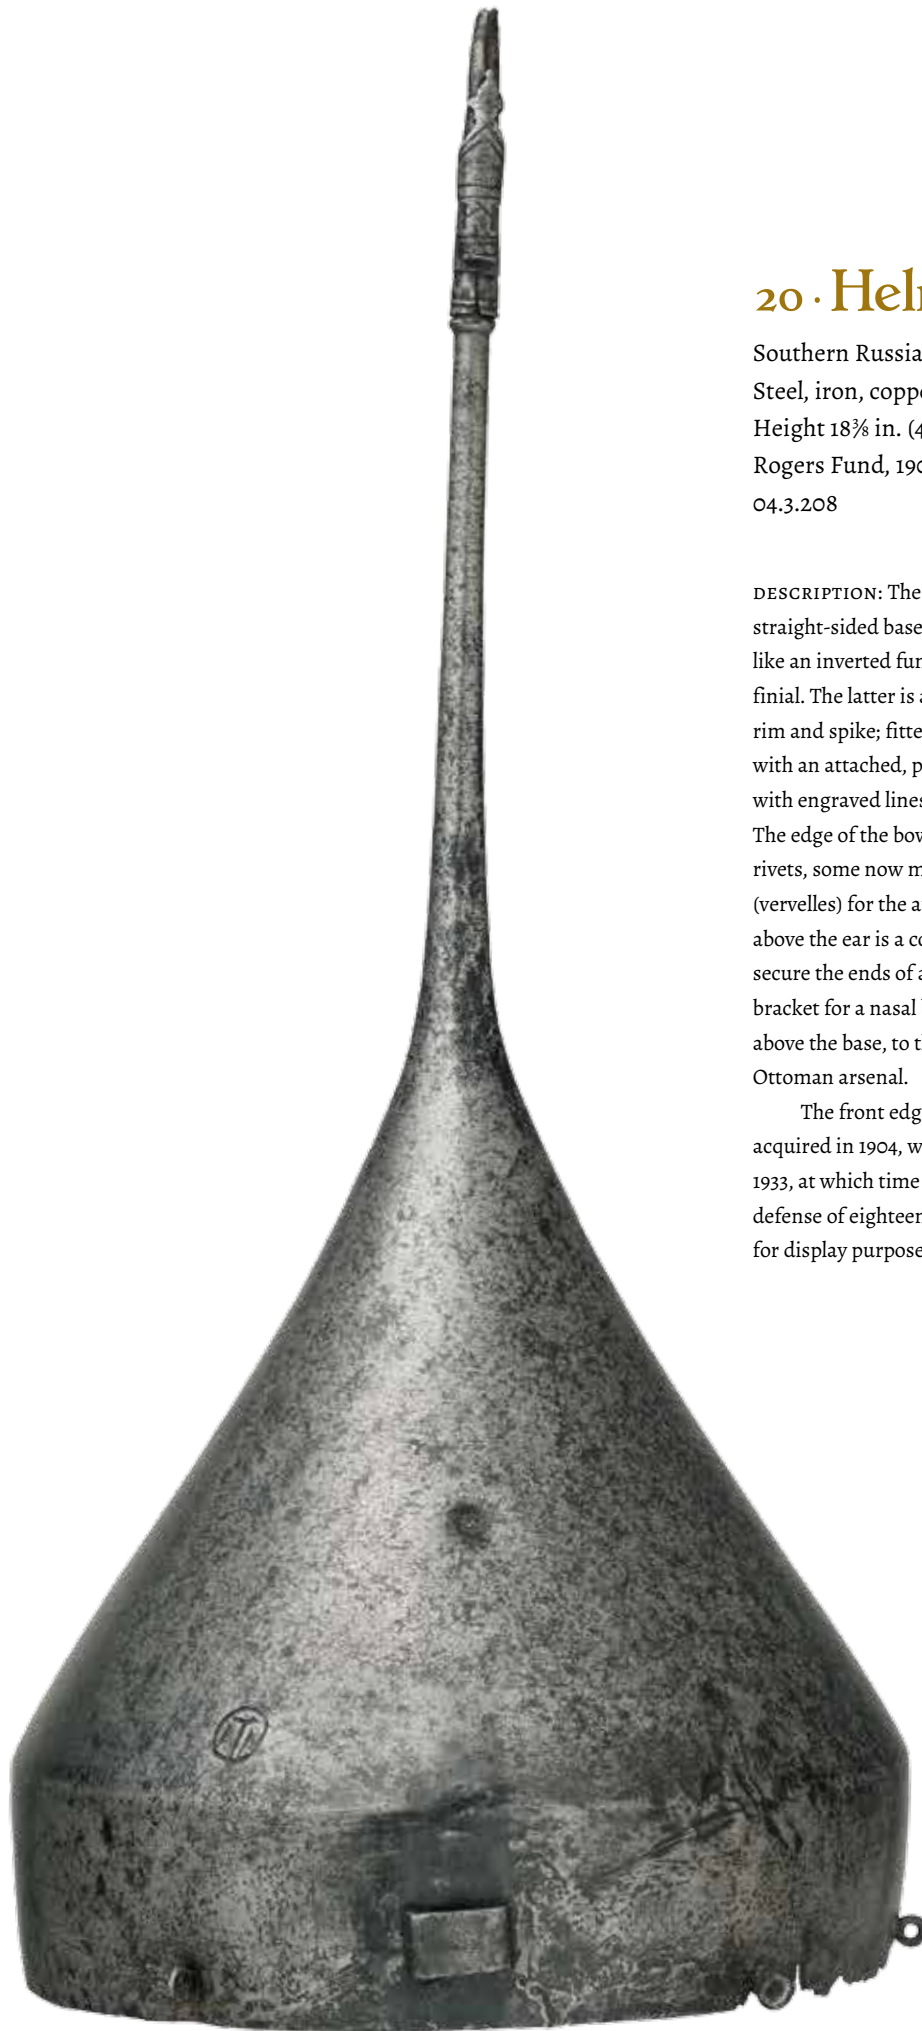 20 · Hel
Southern Russia
Steel, iron, copp
Height 18⅜ in. (4
Rogers Fund, 190
04.3.208
DESCRIPTION: The
straight-sided base
like an inverted fu
finial. The latter is a
rim and spike; fitte
with an attached, p
with engraved lines
The edge of the bow
rivets, some now m
(vervelles) for the a
above the ear is a co
secure the ends of a
bracket for a nasal
above the base, to t
Ottoman arsenal.
The front edg
acquired in 1904, w
1933, at which time
defense of eighteen
for display purpose